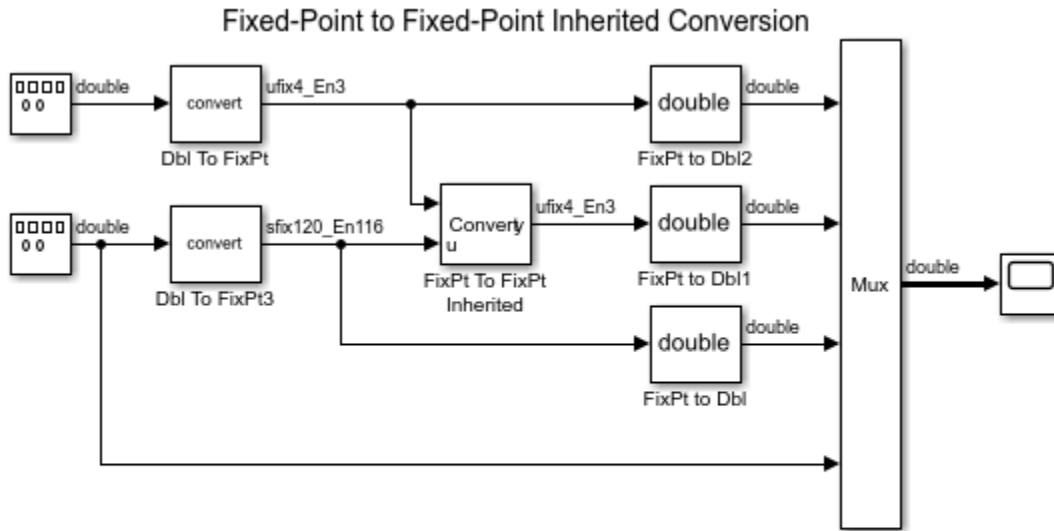 Fixed-Point to Fixed-Point Inherited Conversion
double
convert
ufix4_En3
double
double
Dbl To FixPt
FixPt to Dbl2
double
convert
sfix120_En116
Convert
y
u
ufix4_En3
double
double
Dbl To FixPt3
FixPt To FixPt
Inherited
FixPt to Dbl1
Mux
double
double
double
FixPt to Dbl